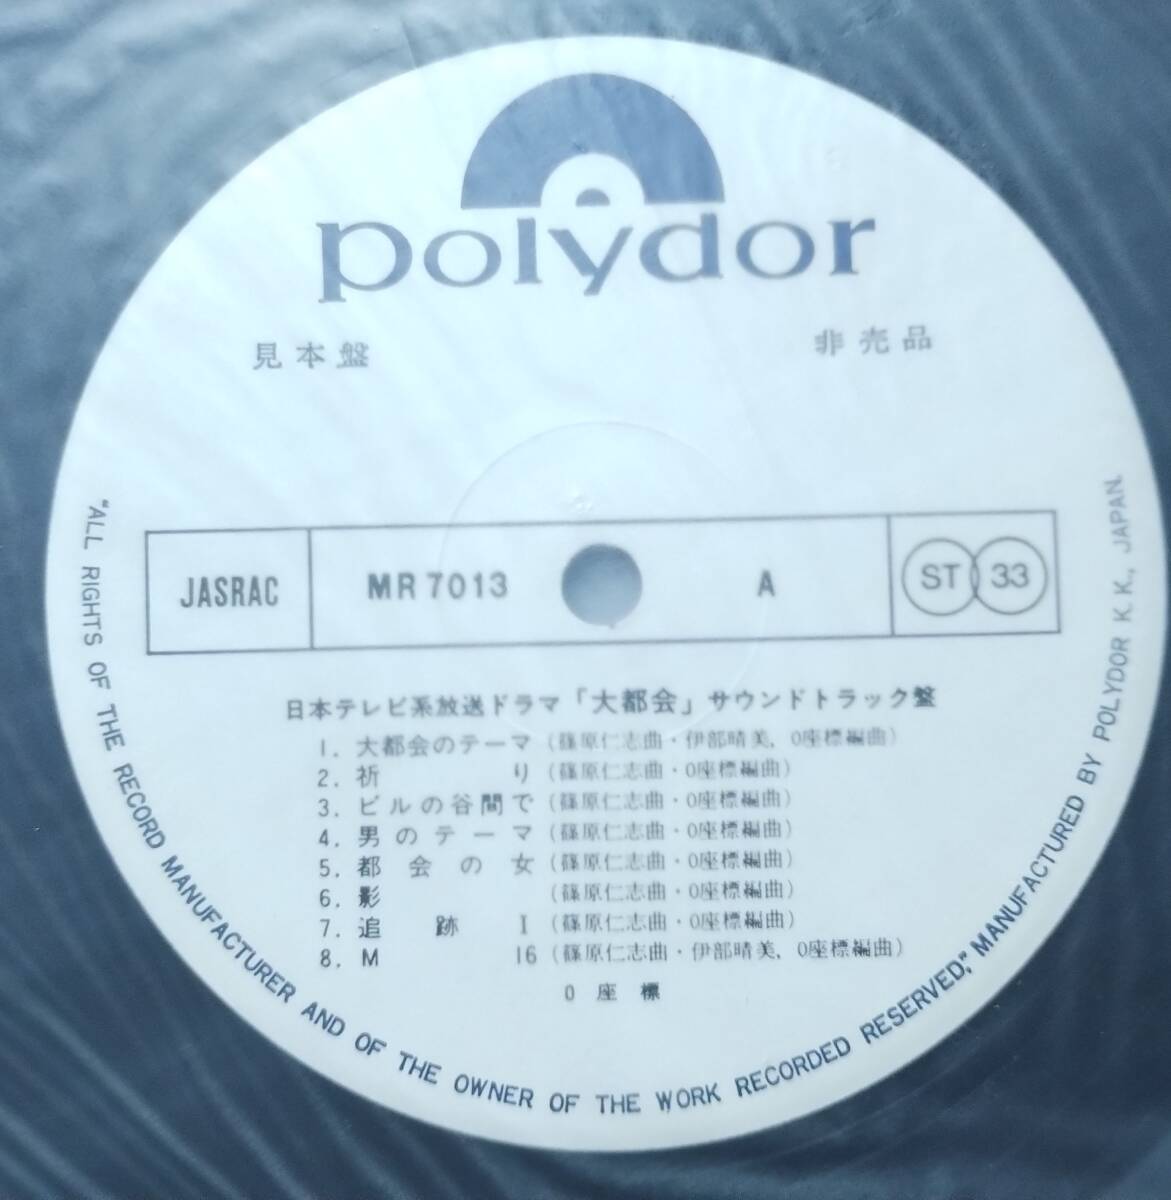 polydor
見本盤
非売品
JASRAC
MR 7013
A
ST 33
日本テレビ系放送ドラマ「大都会」サウンドトラック盤
1. 大都会のテーマ (篠原仁志曲・伊部晴美, 0座標編曲)
2. 祈り (篠原仁志曲・0座標編曲)
3. ビルの谷間で (篠原仁志曲・0座標編曲)
4. 男のテーマ (篠原仁志曲・0座標編曲)
5. 都会の女 (篠原仁志曲・0座標編曲)
6. 影 (篠原仁志曲・0座標編曲)
7. 追跡 I (篠原仁志曲・0座標編曲)
8. M 16 (篠原仁志曲・伊部晴美, 0座標編曲)
0 座 標
"ALL RIGHTS OF THE RECORD MANUFACTURER AND OF THE OWNER OF THE WORK RECORDED RESERVED," MANUFACTURED BY POLYDOR K. K., JAPAN.